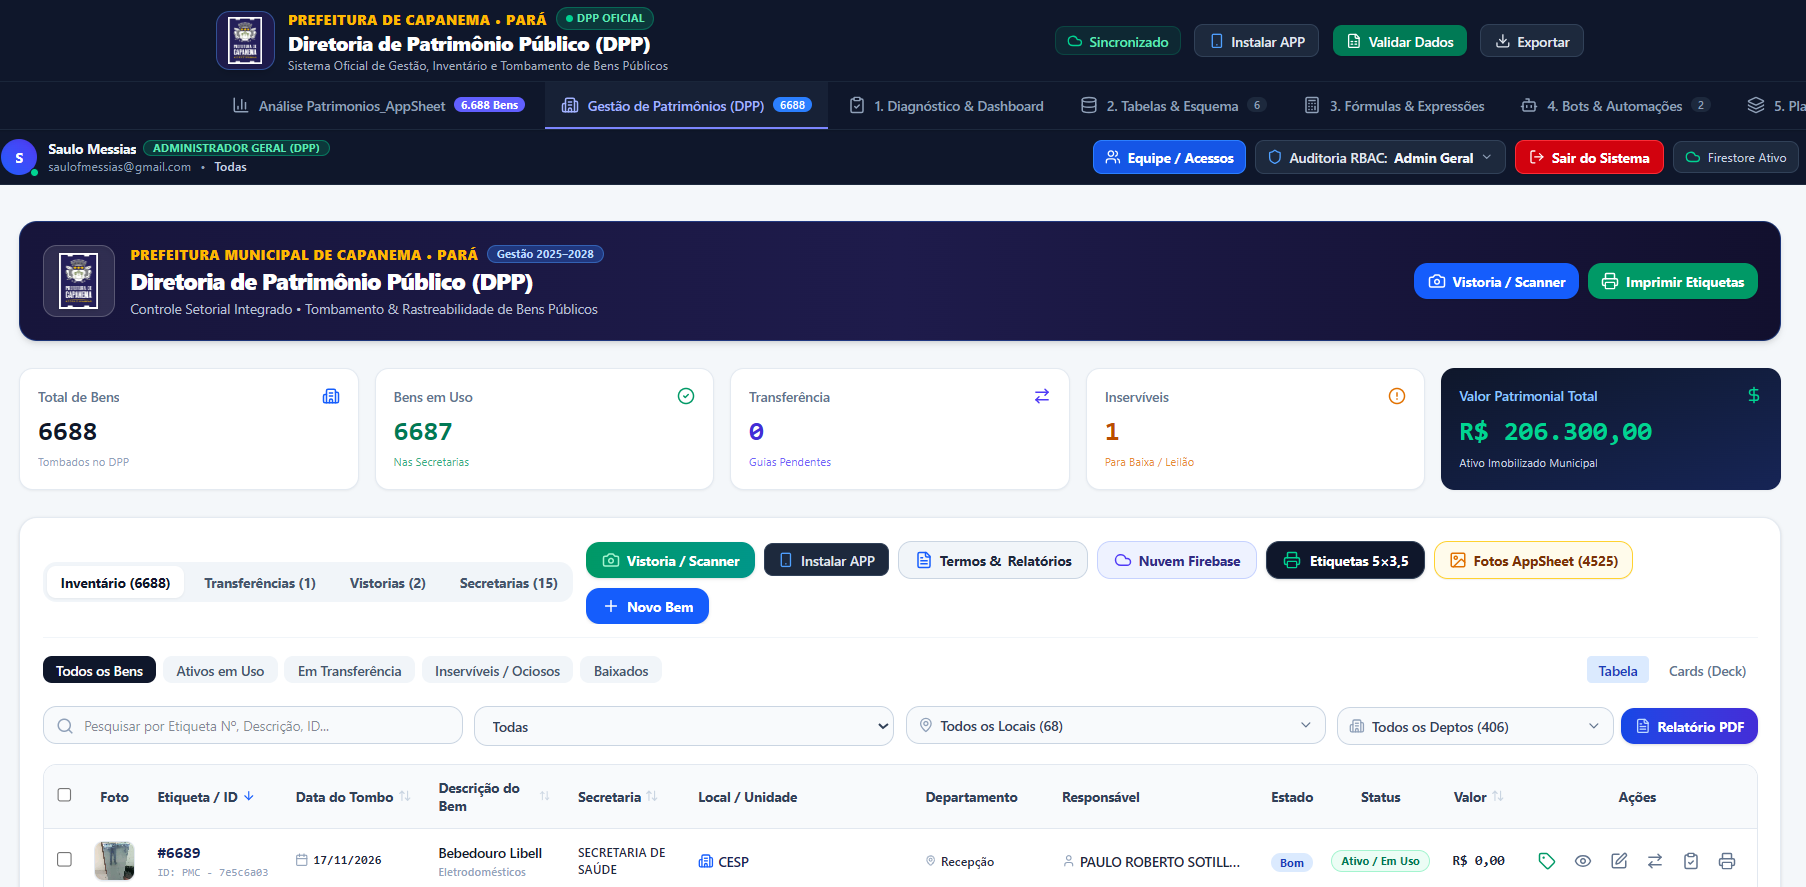 PREFEITURA DE CAPANEMA • PARÁ
DPP OFICIAL
Diretoria de Patrimônio Público (DPP)
Sistema Oficial de Gestão, Inventário e Tombamento de Bens Públicos
Sincronizado
Instalar APP
Validar Dados
Exportar
Análise Patrimonios_AppSheet 6.688 Bens
Gestão de Patrimônios (DPP) 6688
1. Diagnóstico & Dashboard
2. Tabelas & Esquema 6
3. Fórmulas & Expressões
4. Bots & Automações 2
5. Pla
S
Saulo Messias ADMINISTRADOR GERAL (DPP)
saulofmessias@gmail.com • Todas
Equipe / Acessos
Auditoria RBAC: Admin Geral
Sair do Sistema
Firestore Ativo
PREFEITURA MUNICIPAL DE CAPANEMA • PARÁ Gestão 2025–2028
Diretoria de Patrimônio Público (DPP)
Controle Setorial Integrado • Tombamento & Rastreabilidade de Bens Públicos
CAPANEMA
Vistoria / Scanner
Imprimir Etiquetas
Total de Bens
6688
Tombados no DPP
Bens em Uso
6687
Nas Secretarias
Transferência
0
Guias Pendentes
Inservíveis
1
Para Baixa / Leilão
Valor Patrimonial Total
R$ 206.300,00
Ativo Imobilizado Municipal
Inventário (6688)
Transferências (1)
Vistorias (2)
Secretarias (15)
Vistoria / Scanner
Instalar APP
Termos & Relatórios
Nuvem Firebase
Etiquetas 5×3,5
Fotos AppSheet (4525)
Novo Bem
Todos os Bens
Ativos em Uso
Em Transferência
Inservíveis / Ociosos
Baixados
Tabela
Cards (Deck)
Pesquisar por Etiqueta Nº, Descrição, ID...
Todas
Todos os Locais (68)
Todos os Deptos (406)
Relatório PDF
Foto
Etiqueta / ID
Data do Tombo
Descrição do
Bem
Secretaria
Local / Unidade
Departamento
Responsável
Estado
Status
Valor
Ações
#6689
ID: PMC - 7e5c6a03
17/11/2026
Bebedouro Libell
Eletrodomésticos
SECRETARIA DE
SAÚDE
CESP
Recepção
PAULO ROBERTO SOTILL...
Bom
Ativo / Em Uso
R$ 0,00